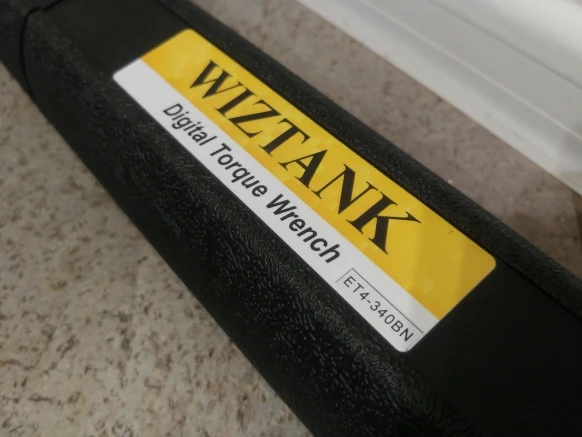 WIZTANK
Digital Torque Wrench
ET4-340BN